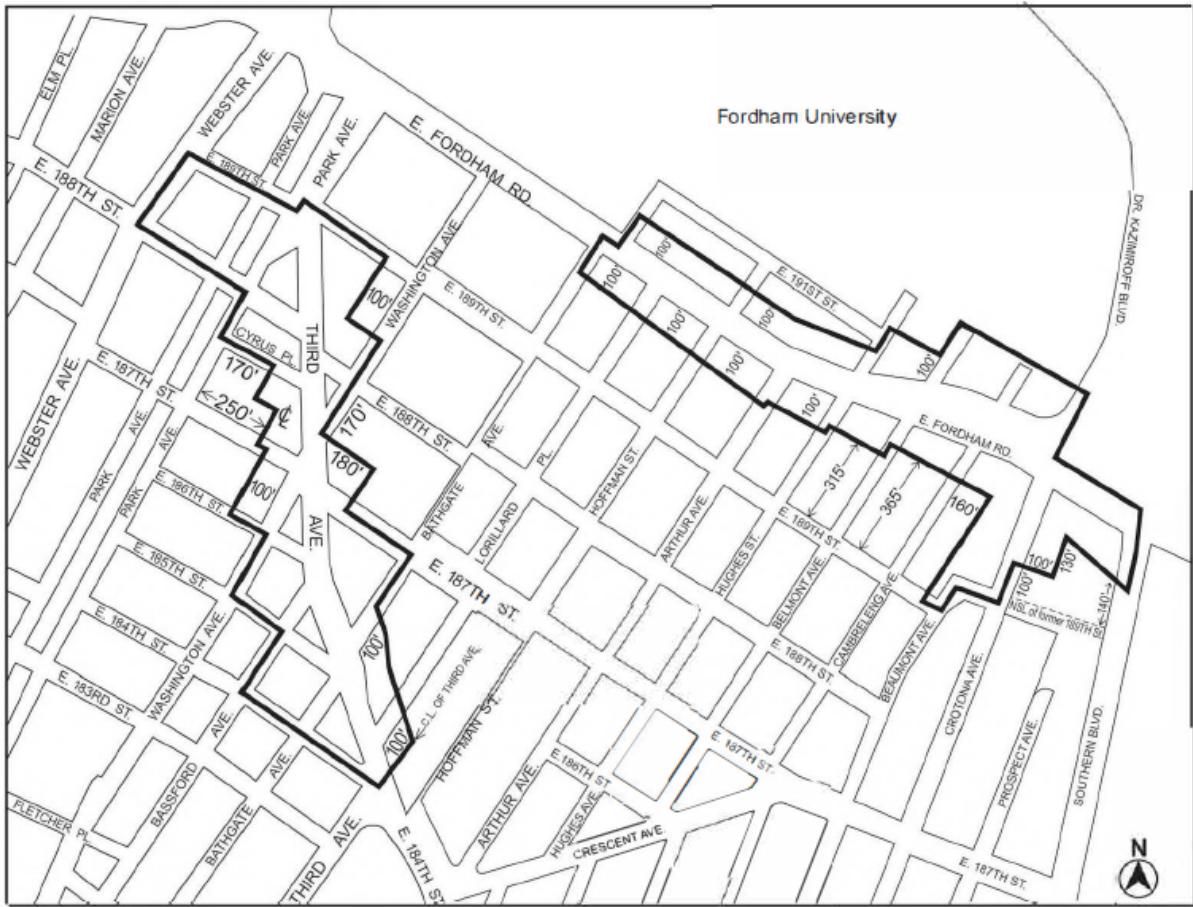 ELM PL.
MARION AVE.
WEBSTER AVE.
PARK AVE
PARK AVE.
E. FORDHAM RD.
Fordham University
DR. KAZIMIROFF BLVD.
E. 188TH ST.
E. 189TH ST.
WASHINGTON AVE.
100'
E. 189TH ST.
100'
100'
100'
100'
E. 191ST ST.
100'
100'
100'
THIRD
CYRUS PL.
E. 187TH ST.
170'
250'
℄
170'
E. 188TH ST.
180'
WEBSTER AVE.
PARK AVE.
PARK AVE.
E. 186TH ST.
100'
AVE.
BATHGATE
AVE.
LORILLARD
PL.
HOFFMAN ST.
ARTHUR AVE.
HUGHES ST.
E. 189TH ST.
315'
365'
160'
E. FORDHAM RD.
BELMONT AVE.
CAMBRELENG AVE.
BEAUMONT AVE.
100'
100'
130'
140'
NSL of former 189TH St.
E. 185TH ST.
E. 184TH ST.
E. 183RD ST.
WASHINGTON AVE.
E. 187TH ST.
100'
100'
C.L. OF THIRD AVE.
HOFFMAN ST.
E. 188TH ST.
CROTONA AVE.
PROSPECT AVE.
SOUTHERN BLVD.
BASSFORD
AVE.
BATHGATE
AVE.
FLETCHER PL.
THIRD
AVE.
E. 184TH ST.
ARTHUR AVE.
HUGHES AVE.
E. 186TH ST.
E. 187TH ST.
CRESCENT AVE.
E. 187TH ST.
N